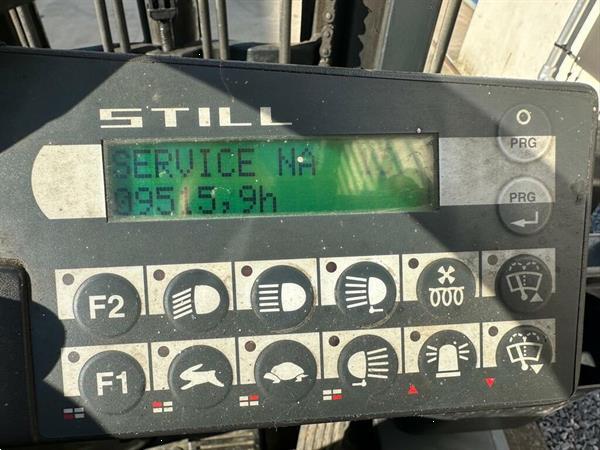 STILL
SERVICE NA
09515,9h
PRG
PRG
F2
F1